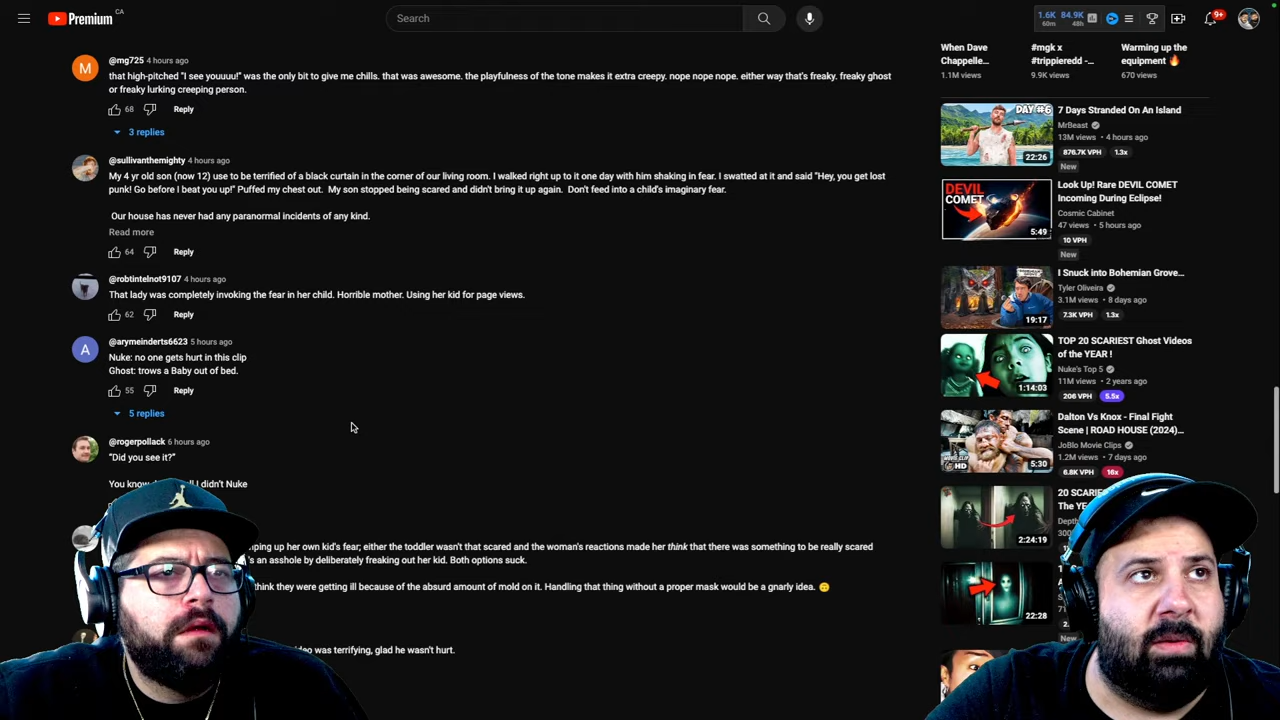 Premium CA
Search
1.6K 84.9K
60m 48h
9+
@mg725 4 hours ago
that high-pitched "I see youuuu!" was the only bit to give me chills. that was awesome. the playfulness of the tone makes it extra creepy. nope nope nope. either way that's freaky. freaky ghost
or freaky lurking creeping person.
68 Reply
3 replies
@sullivanthemighty 4 hours ago
My 4 yr old son (now 12) use to be terrified of a black curtain in the corner of our living room. I walked right up to it one day with him shaking in fear. I swatted at it and said "Hey, you get lost
punk! Go before I beat you up!" Puffed my chest out. My son stopped being scared and didn't bring it up again. Don't feed into a child's imaginary fear.
Our house has never had any paranormal incidents of any kind.
Read more
64 Reply
@robtintelnot9107 4 hours ago
That lady was completely invoking the fear in her child. Horrible mother. Using her kid for page views.
62 Reply
@arymeinderts6623 5 hours ago
Nuke: no one gets hurt in this clip
Ghost: trows a Baby out of bed.
55 Reply
5 replies
@rogerpollack 6 hours ago
"Did you see it?"
You know I didn't Nuke
her own kid's fear; either the toddler wasn't that scared and the woman's reactions made her think that there was something to be really scared
an asshole by deliberately freaking out her kid. Both options suck.
think they were getting ill because of the absurd amount of mold on it. Handling that thing without a proper mask would be a gnarly idea. 🙃
was terrifying, glad he wasn't hurt.
When Dave
Chappelle...
1.1M views
#mgk x
#trippieredd -...
9.9K views
Warming up the
equipment 🔥
670 views
DAY #6
22:26
7 Days Stranded On An Island
MrBeast
13M views • 4 hours ago
876.7K VPH 1.3x
New
DEVIL
COMET
5:49
Look Up! Rare DEVIL COMET
Incoming During Eclipse!
Cosmic Cabinet
47 views • 5 hours ago
10 VPH
New
19:17
I Snuck into Bohemian Grove...
Tyler Oliveira
3.1M views • 8 days ago
7.3K VPH 1.3x
1:14:03
TOP 20 SCARIEST Ghost Videos
of the YEAR !
Nuke's Top 5
11M views • 2 years ago
206 VPH 5.5x
HD
5:30
Dalton Vs Knox - Final Fight
Scene | ROAD HOUSE (2024)...
JoBlo Movie Clips
1.2M views • 7 days ago
6.8K VPH 16x
2:24:19
20
The
22:28
New